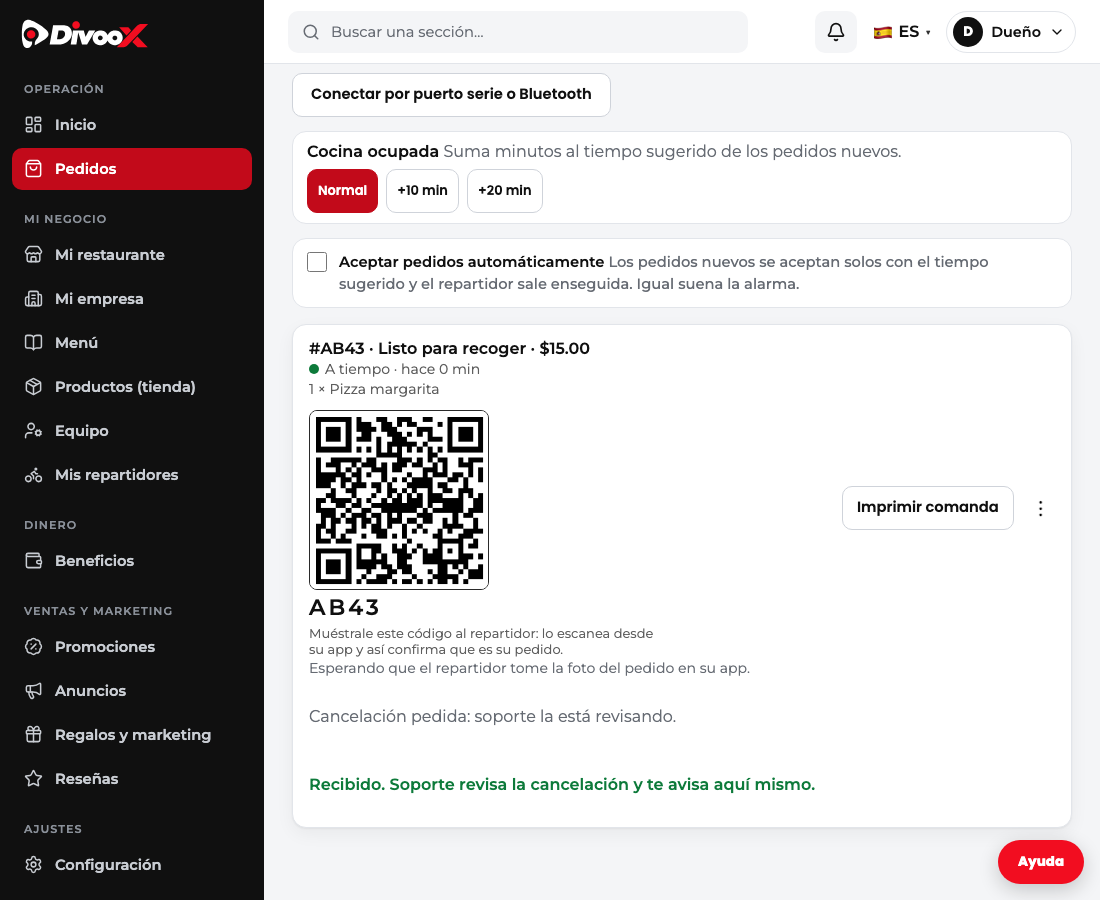 DivooX
Buscar una sección...
ES
D
Dueño
OPERACIÓN
Inicio
Pedidos
MI NEGOCIO
Mi restaurante
Mi empresa
Menú
Productos (tienda)
Equipo
Mis repartidores
DINERO
Beneficios
VENTAS Y MARKETING
Promociones
Anuncios
Regalos y marketing
Reseñas
AJUSTES
Configuración
Conectar por puerto serie o Bluetooth
Cocina ocupada Suma minutos al tiempo sugerido de los pedidos nuevos.
Normal
+10 min
+20 min
Aceptar pedidos automáticamente Los pedidos nuevos se aceptan solos con el tiempo
sugerido y el repartidor sale enseguida. Igual suena la alarma.
#AB43 · Listo para recoger · $15.00
A tiempo · hace 0 min
1 × Pizza margarita
Imprimir comanda
AB43
Muéstrale este código al repartidor: lo escanea desde
su app y así confirma que es su pedido.
Esperando que el repartidor tome la foto del pedido en su app.
Cancelación pedida: soporte la está revisando.
Recibido. Soporte revisa la cancelación y te avisa aquí mismo.
Ayuda